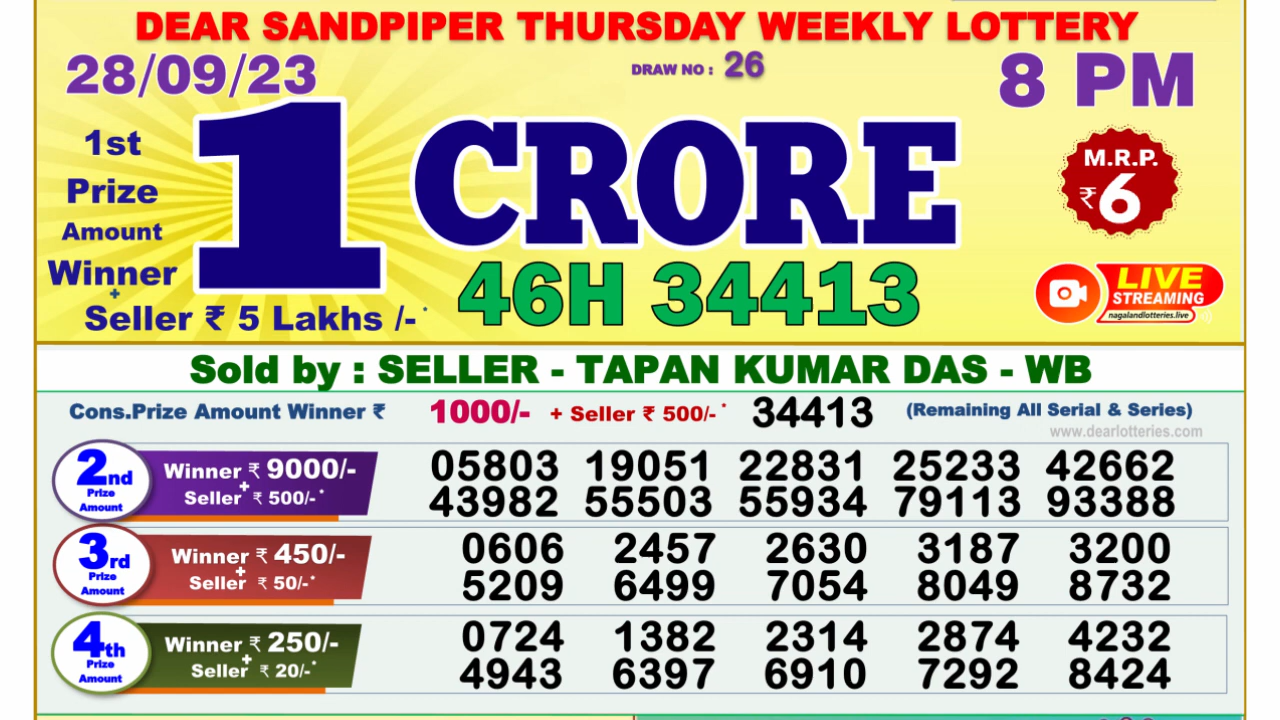 DEAR SANDPIPER THURSDAY WEEKLY LOTTERY
28/09/23
DRAW NO : 26
8 PM
1st
Prize
Amount
Winner
+
Seller ₹ 5 Lakhs /-*
1 CRORE
46H 34413
M.R.P.
₹6
LIVE
STREAMING
nagalandlotteries.live
Sold by : SELLER - TAPAN KUMAR DAS - WB
Cons.Prize Amount Winner ₹ 1000/- + Seller ₹ 500/-* 34413 (Remaining All Serial & Series)
www.dearlotteries.com
2nd
Prize
Amount
Winner ₹ 9000/-
+
Seller ₹ 500/-*
05803 19051 22831 25233 42662
43982 55503 55934 79113 93388
3rd
Prize
Amount
Winner ₹ 450/-
+
Seller ₹ 50/-*
0606 2457 2630 3187 3200
5209 6499 7054 8049 8732
4th
Prize
Amount
Winner ₹ 250/-
+
Seller ₹ 20/-*
0724 1382 2314 2874 4232
4943 6397 6910 7292 8424